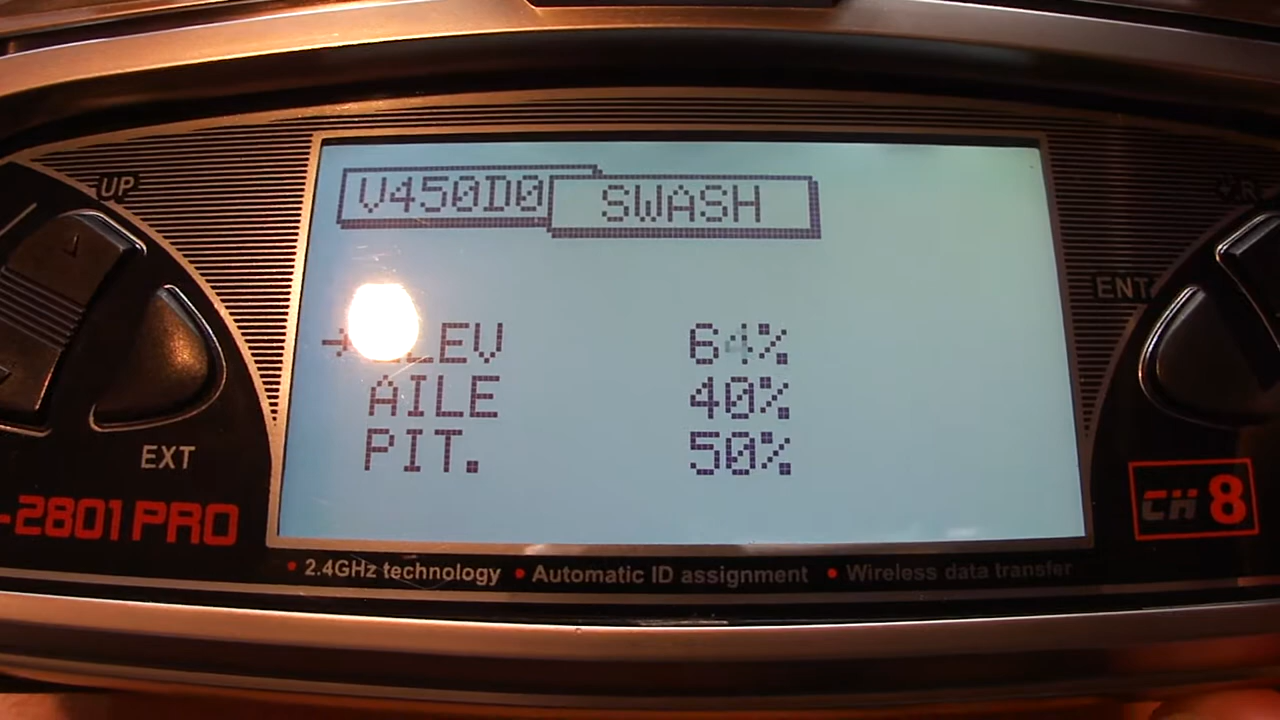 UP
V450D0
SWASH
ENT
→ ELEV 64%
AILE 40%
PIT. 50%
EXT
-2801 PRO
CH 8
• 2.4GHz technology • Automatic ID assignment • Wireless data transfer